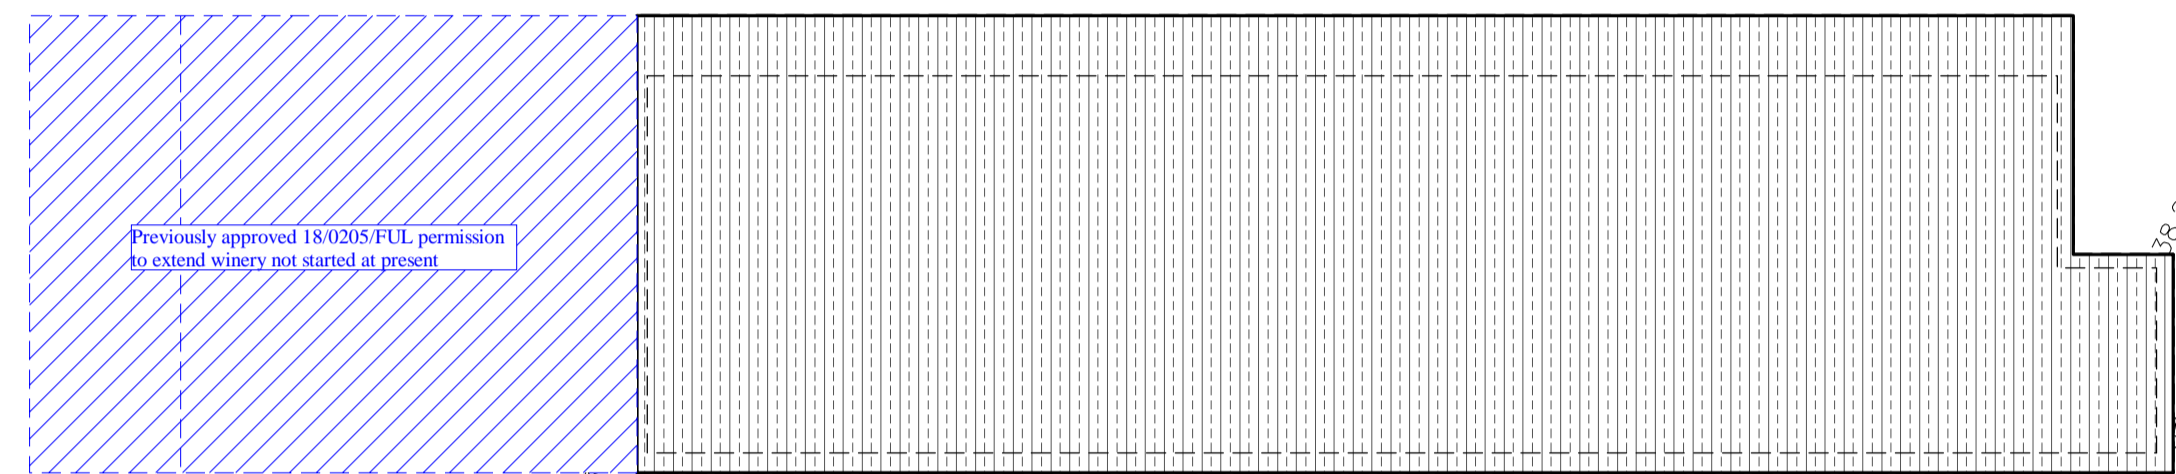 Previously approved 18/0205/FUL permission
to extend winery not started at present